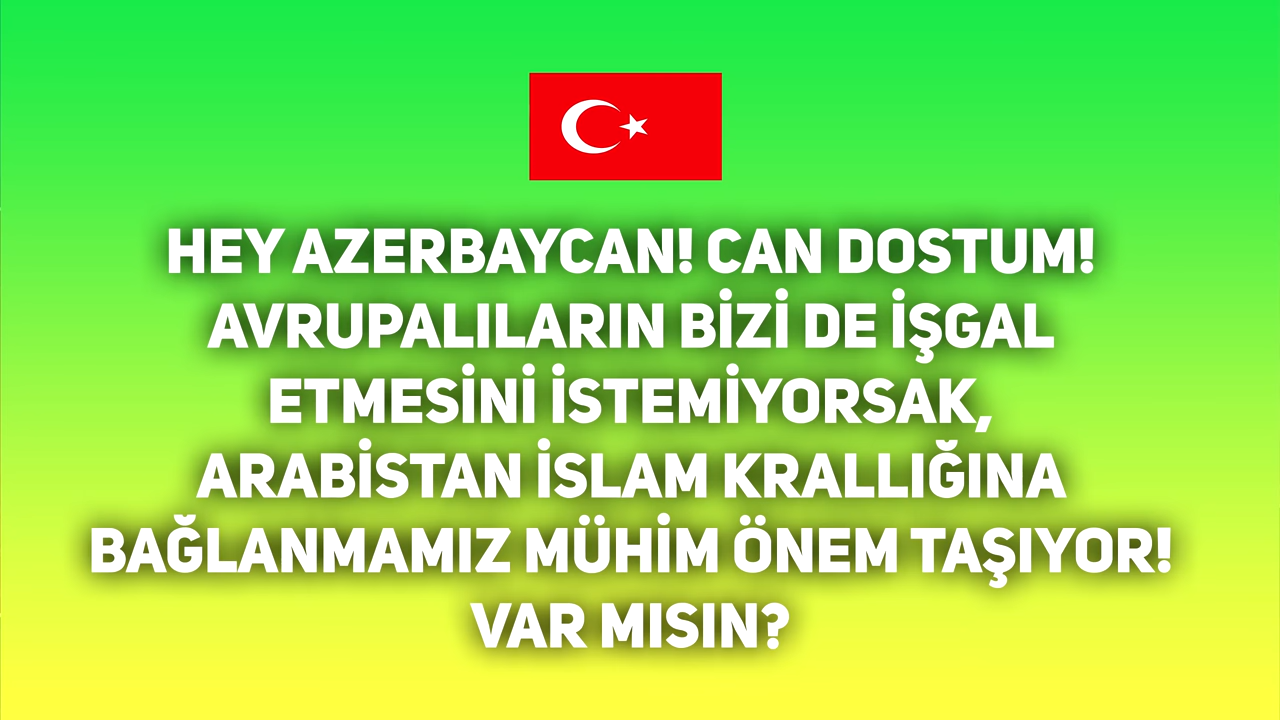 HEY AZERBAYCAN! CAN DOSTUM!
AVRUPALILARIN BİZİ DE İŞGAL
ETMESİNİ İSTEMİYORSAK,
ARABİSTAN İSLAM KRALLIĞINA
BAĞLANMAMIZ MÜHİM ÖNEM TAŞIYOR!
VAR MISIN?